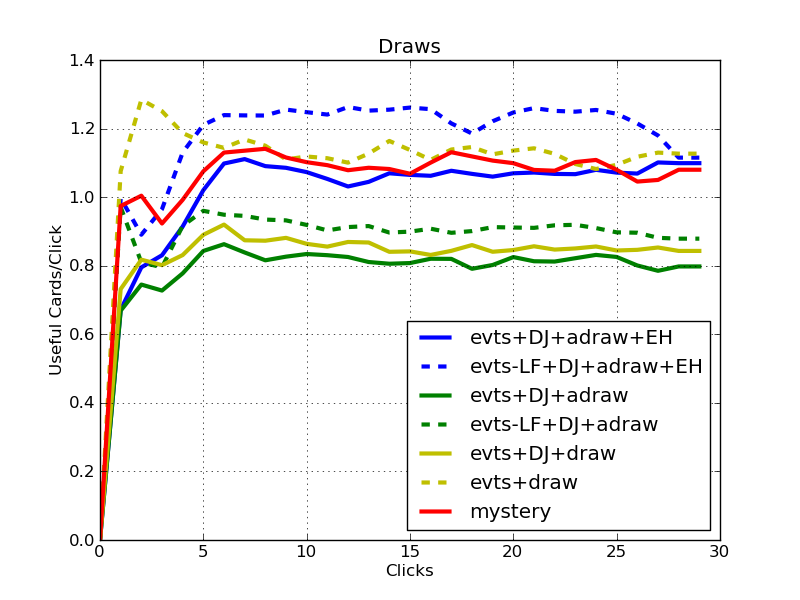 Draws
1.4
1.2
1.0
0.8
0.6
0.4
0.2
0.0
Useful Cards/Click
evts+DJ+adraw+EH
evts-LF+DJ+adraw+EH
evts+DJ+adraw
evts-LF+DJ+adraw
evts+DJ+draw
evts+draw
mystery
0 5 10 15 20 25 30
Clicks